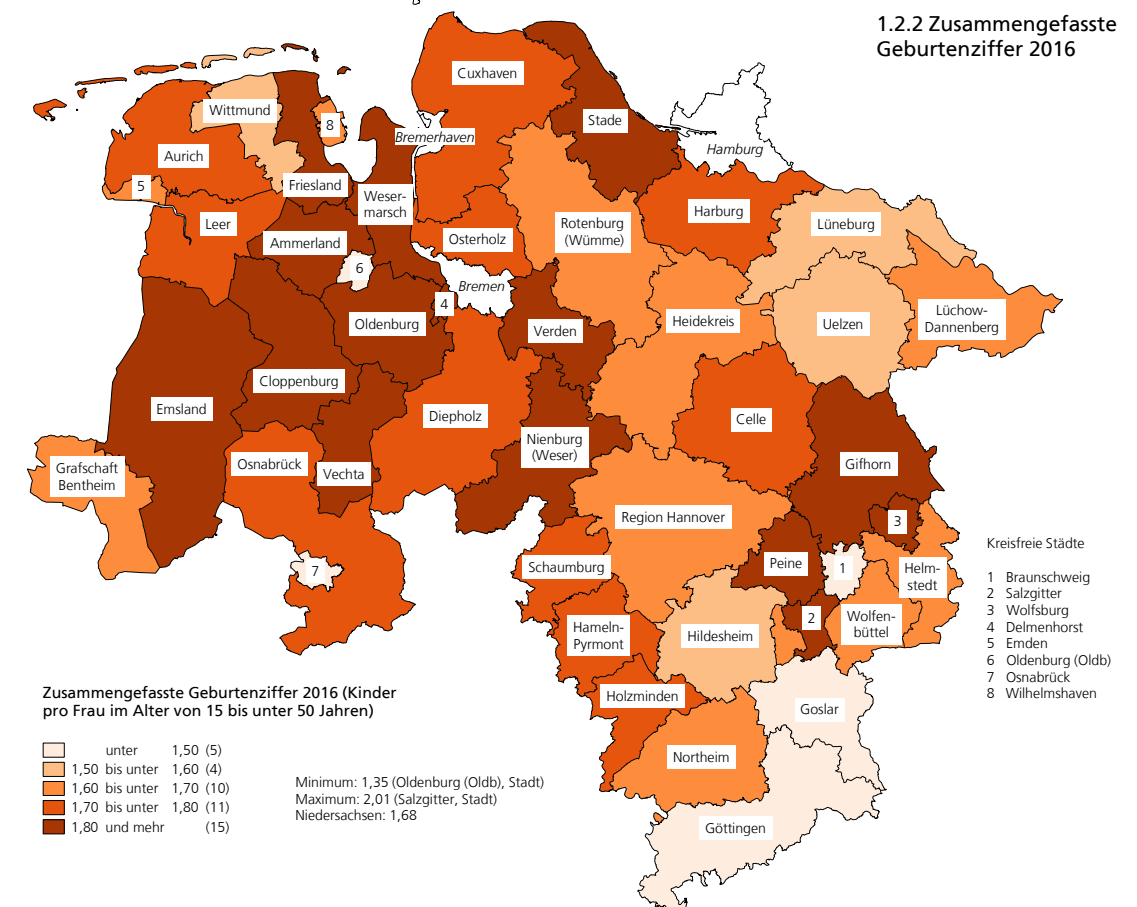 1.2.2 Zusammengefasste
Geburtenziffer 2016
Cuxhaven
Wittmund
8
Stade
Bremerhaven
Hamburg
Aurich
5
Friesland
Weser-
marsch
Harburg
Leer
Rotenburg
(Wümme)
Lüneburg
Ammerland
Osterholz
6
Bremen
4
Oldenburg
Verden
Heidekreis
Uelzen
Lüchow-
Dannenberg
Cloppenburg
Emsland
Diepholz
Celle
Nienburg
(Weser)
Grafschaft
Bentheim
Osnabrück
Vechta
Gifhorn
Region Hannover
3
Schaumburg
Peine
1
Helm-
stedt
7
2
Wolfen-
büttel
Hameln-
Pyrmont
Hildesheim
Holzminden
Goslar
Northeim
Göttingen
Kreisfreie Städte
1 Braunschweig
2 Salzgitter
3 Wolfsburg
4 Delmenhorst
5 Emden
6 Oldenburg (Oldb)
7 Osnabrück
8 Wilhelmshaven
Zusammengefasste Geburtenziffer 2016 (Kinder
pro Frau im Alter von 15 bis unter 50 Jahren)
unter 1,50 (5)
1,50 bis unter 1,60 (4)
1,60 bis unter 1,70 (10)
1,70 bis unter 1,80 (11)
1,80 und mehr (15)
Minimum: 1,35 (Oldenburg (Oldb), Stadt)
Maximum: 2,01 (Salzgitter, Stadt)
Niedersachsen: 1,68